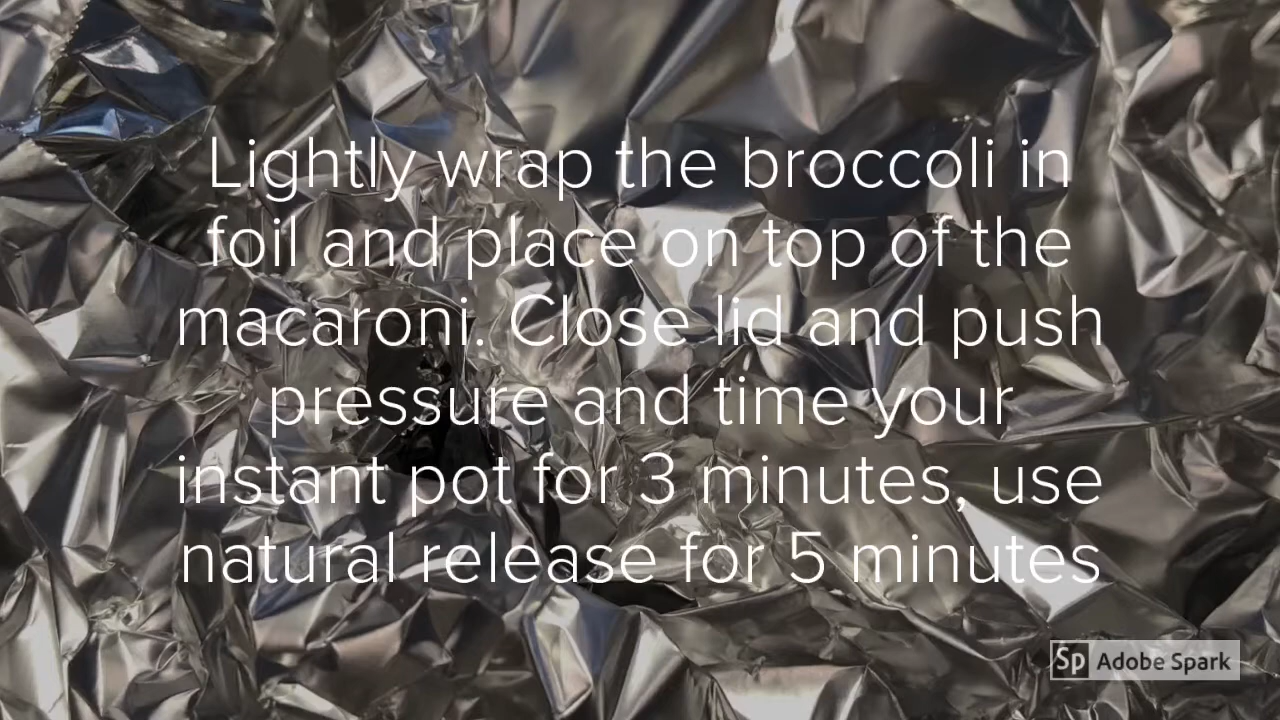 Lightly wrap the broccoli in
foil and place on top of the
macaroni. Close lid and push
pressure and time your
instant pot for 3 minutes, use
natural release for 5 minutes
Sp Adobe Spark